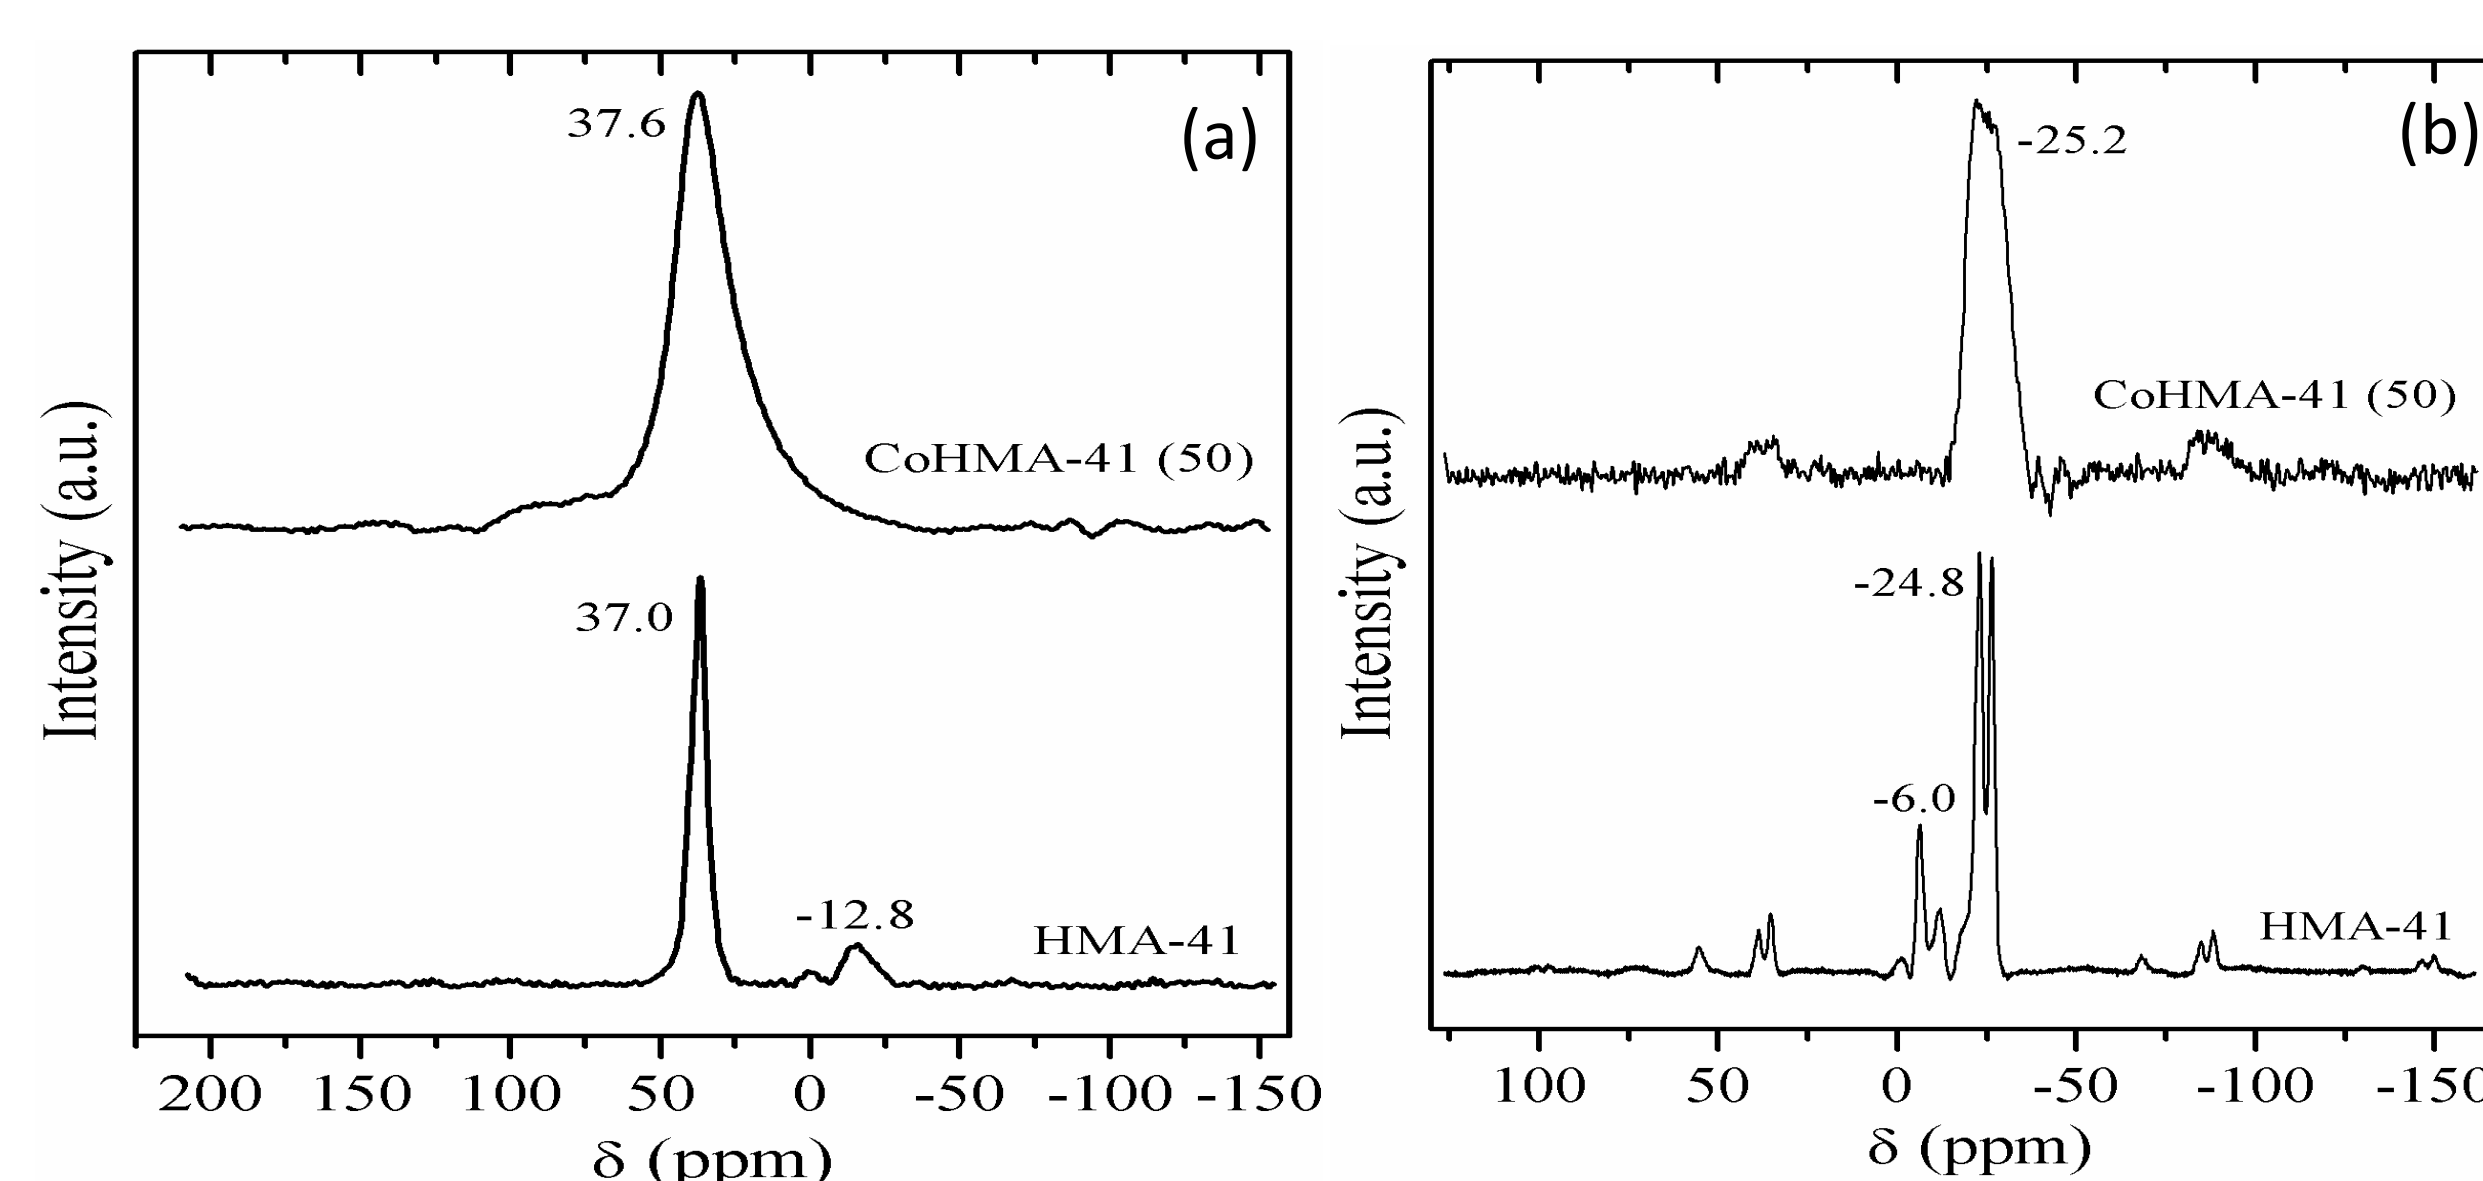 (a)
37.6
CoHMA-41 (50)
37.0
-12.8
HMA-41
Intensity (a.u.)
200 150 100 50 0 -50 -100 -150
δ (ppm)
(b)
-25.2
CoHMA-41 (50)
-24.8
-6.0
HMA-41
Intensity (a.u.)
100 50 0 -50 -100 -150
δ (ppm)